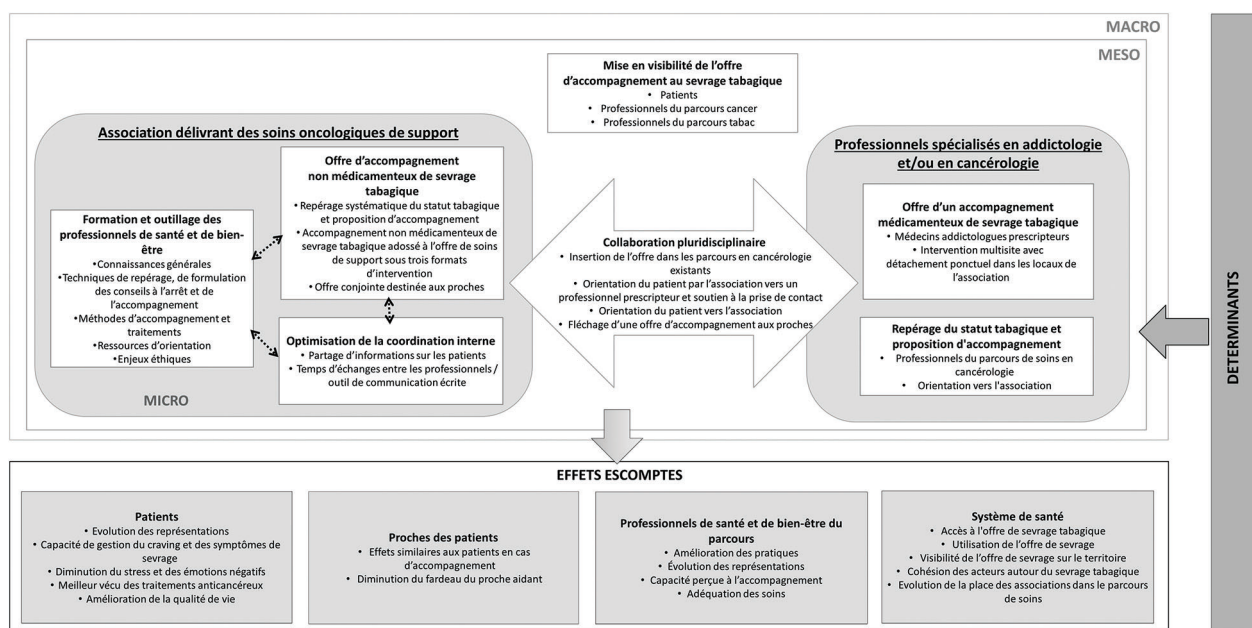 MACRO
MESO
Mise en visibilité de l'offre
d'accompagnement au sevrage tabagique
• Patients
• Professionnels du parcours cancer
• Professionnels du parcours tabac
Association délivrant des soins oncologiques de support
Formation et outillage des
professionnels de santé et de bien-
être
•Connaissances générales
•Techniques de repérage, de formulation
des conseils à l'arrêt et de
l'accompagnement
•Méthodes d'accompagnement et
traitements
•Ressources d'orientation
•Enjeux éthiques
Offre d'accompagnement
non médicamenteux de sevrage
tabagique
• Repérage systématique du statut tabagique
et proposition d'accompagnement
• Accompagnement non médicamenteux de
sevrage tabagique adossé à l'offre de soins
de support sous trois formats
d'intervention
• Offre conjointe destinée aux proches
Optimisation de la coordination interne
• Partage d'informations sur les patients
• Temps d'échanges entre les professionnels /
outil de communication écrite
MICRO
Collaboration pluridisciplinaire
• Insertion de l'offre dans les parcours en cancérologie
existants
• Orientation du patient par l'association vers un
professionnel prescripteur et soutien à la prise de contact
• Orientation du patient vers l'association
• Fléchage d'une offre d'accompagnement aux proches
Professionnels spécialisés en addictologie
et/ou en cancérologie
Offre d'un accompagnement
médicamenteux de sevrage tabagique
• Médecins addictologues prescripteurs
• Intervention multisite avec
détachement ponctuel dans les locaux de
l'association
Repérage du statut tabagique et
proposition d'accompagnement
• Professionnels du parcours de soins en
cancérologie
• Orientation vers l'association
DETERMINANTS
EFFETS ESCOMPTES
Patients
• Evolution des représentations
• Capacité de gestion du craving et des symptômes de
sevrage
• Diminution du stress et des émotions négatifs
• Meilleur vécu des traitements anticancéreux
• Amélioration de la qualité de vie
Proches des patients
• Effets similaires aux patients en cas
d'accompagnement
• Diminution du fardeau du proche aidant
Professionnels de santé et de bien-être du
parcours
• Amélioration des pratiques
• Évolution des représentations
• Capacité perçue à l'accompagnement
• Adéquation des soins
Système de santé
• Accès à l'offre de sevrage tabagique
• Utilisation de l'offre de sevrage
• Visibilité de l'offre de sevrage sur le territoire
• Cohésion des acteurs autour du sevrage tabagique
• Evolution de la place des associations dans le parcours
de soins